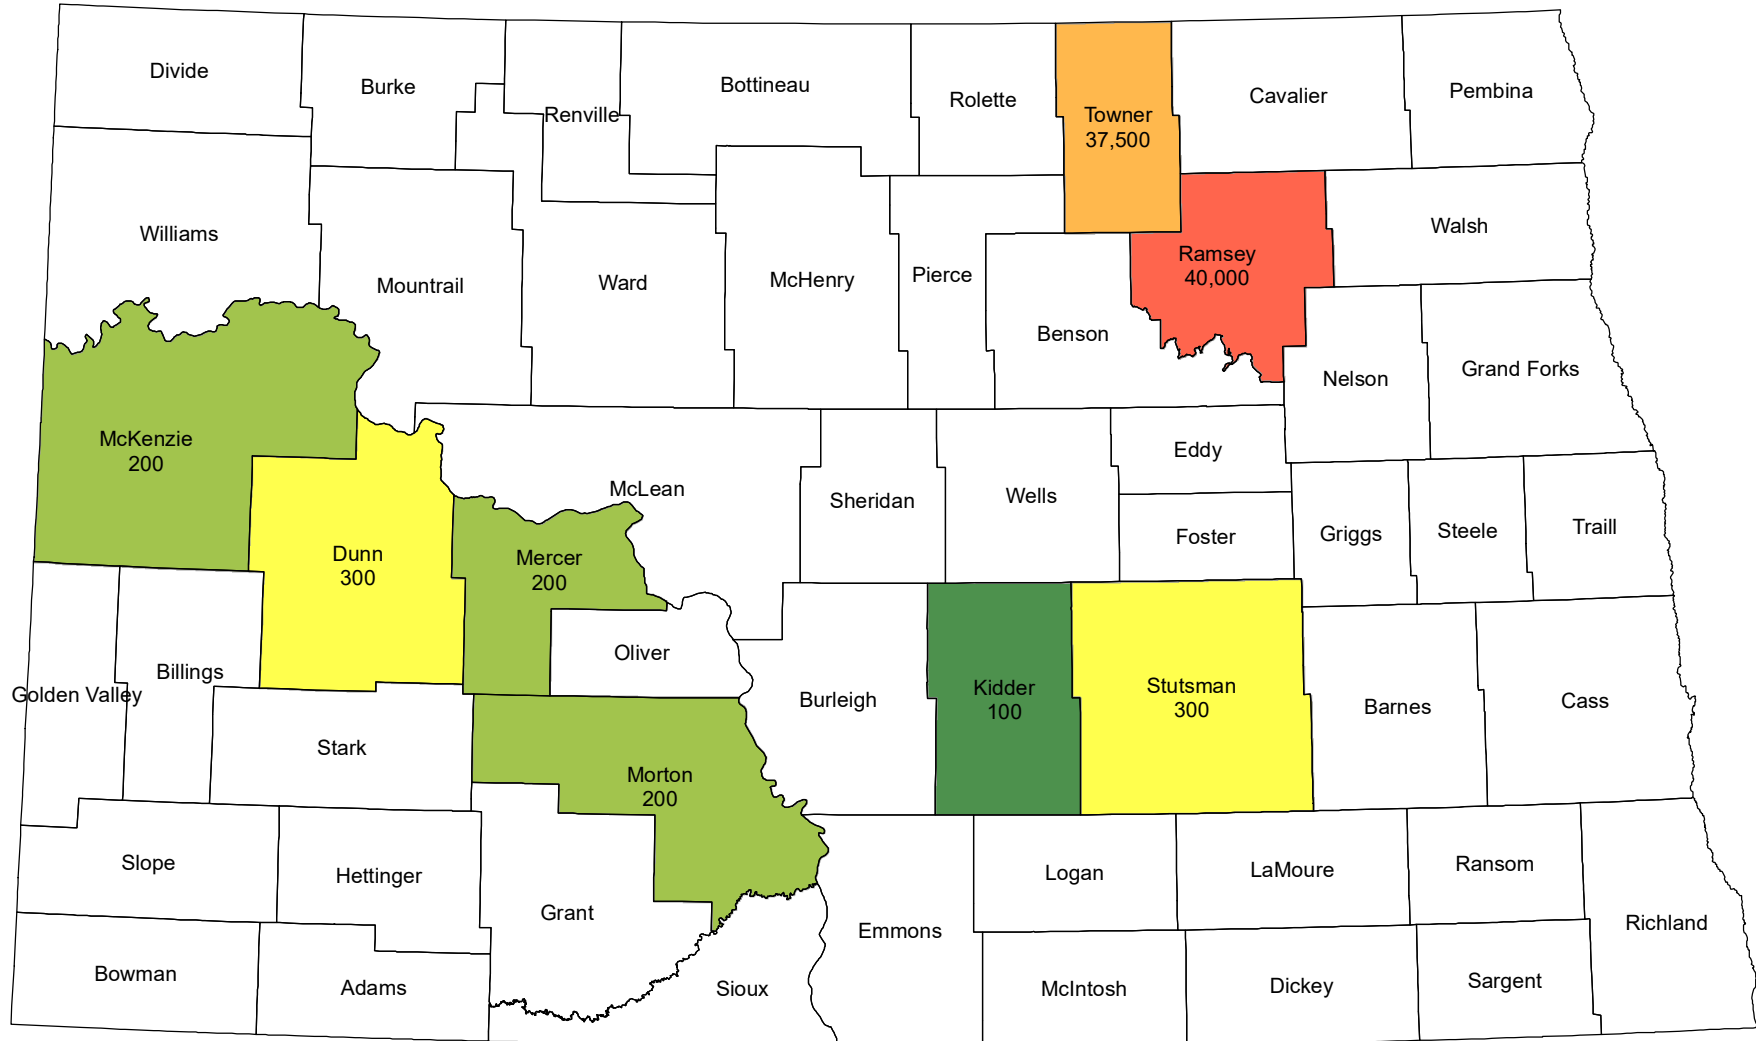 Divide
Burke
Renville
Bottineau
Rolette
Towner
37,500
Cavalier
Pembina
Williams
Mountrail
Ward
McHenry
Pierce
Benson
Ramsey
40,000
Walsh
Nelson
Grand Forks
McKenzie
200
Dunn
300
McLean
Mercer
200
Sheridan
Wells
Eddy
Foster
Griggs
Steele
Traill
Golden Valley
Billings
Stark
Oliver
Morton
200
Burleigh
Kidder
100
Stutsman
300
Barnes
Cass
Slope
Hettinger
Grant
Bowman
Adams
Sioux
Emmons
Logan
LaMoure
Ransom
Richland
McIntosh
Dickey
Sargent